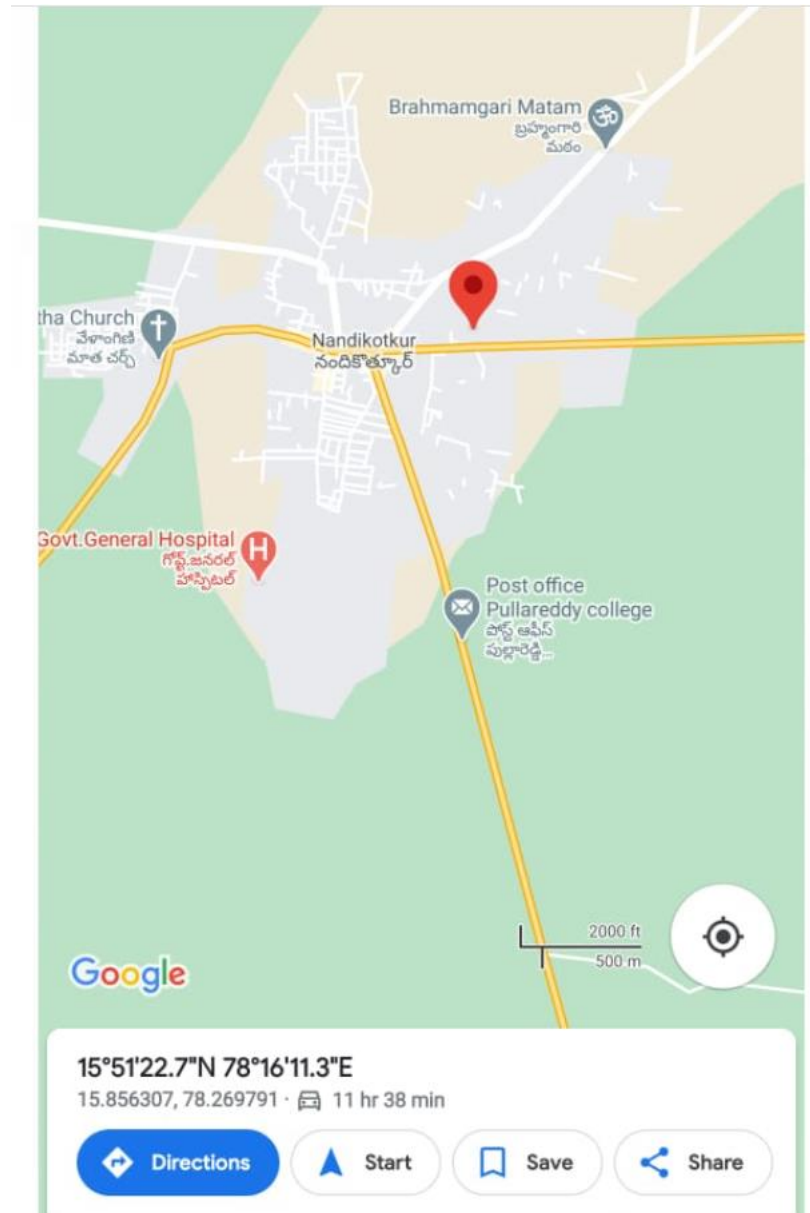 Brahmamgari Matam
బ్రహ్మంగారి
మఠం
tha Church
వేళాంగిణి
మాత చర్చ్
Nandikotkur
నందికొత్కూర్
Govt.General Hospital
గోవ్ట్.జనరల్
హాస్పిటల్
Post office
Pullareddy college
పోస్ట్ ఆఫీస్
పుల్లారెడ్డి...
2000 ft
500 m
Google
15°51'22.7"N 78°16'11.3"E
15.856307, 78.269791 · 11 hr 38 min
Directions Start Save Share